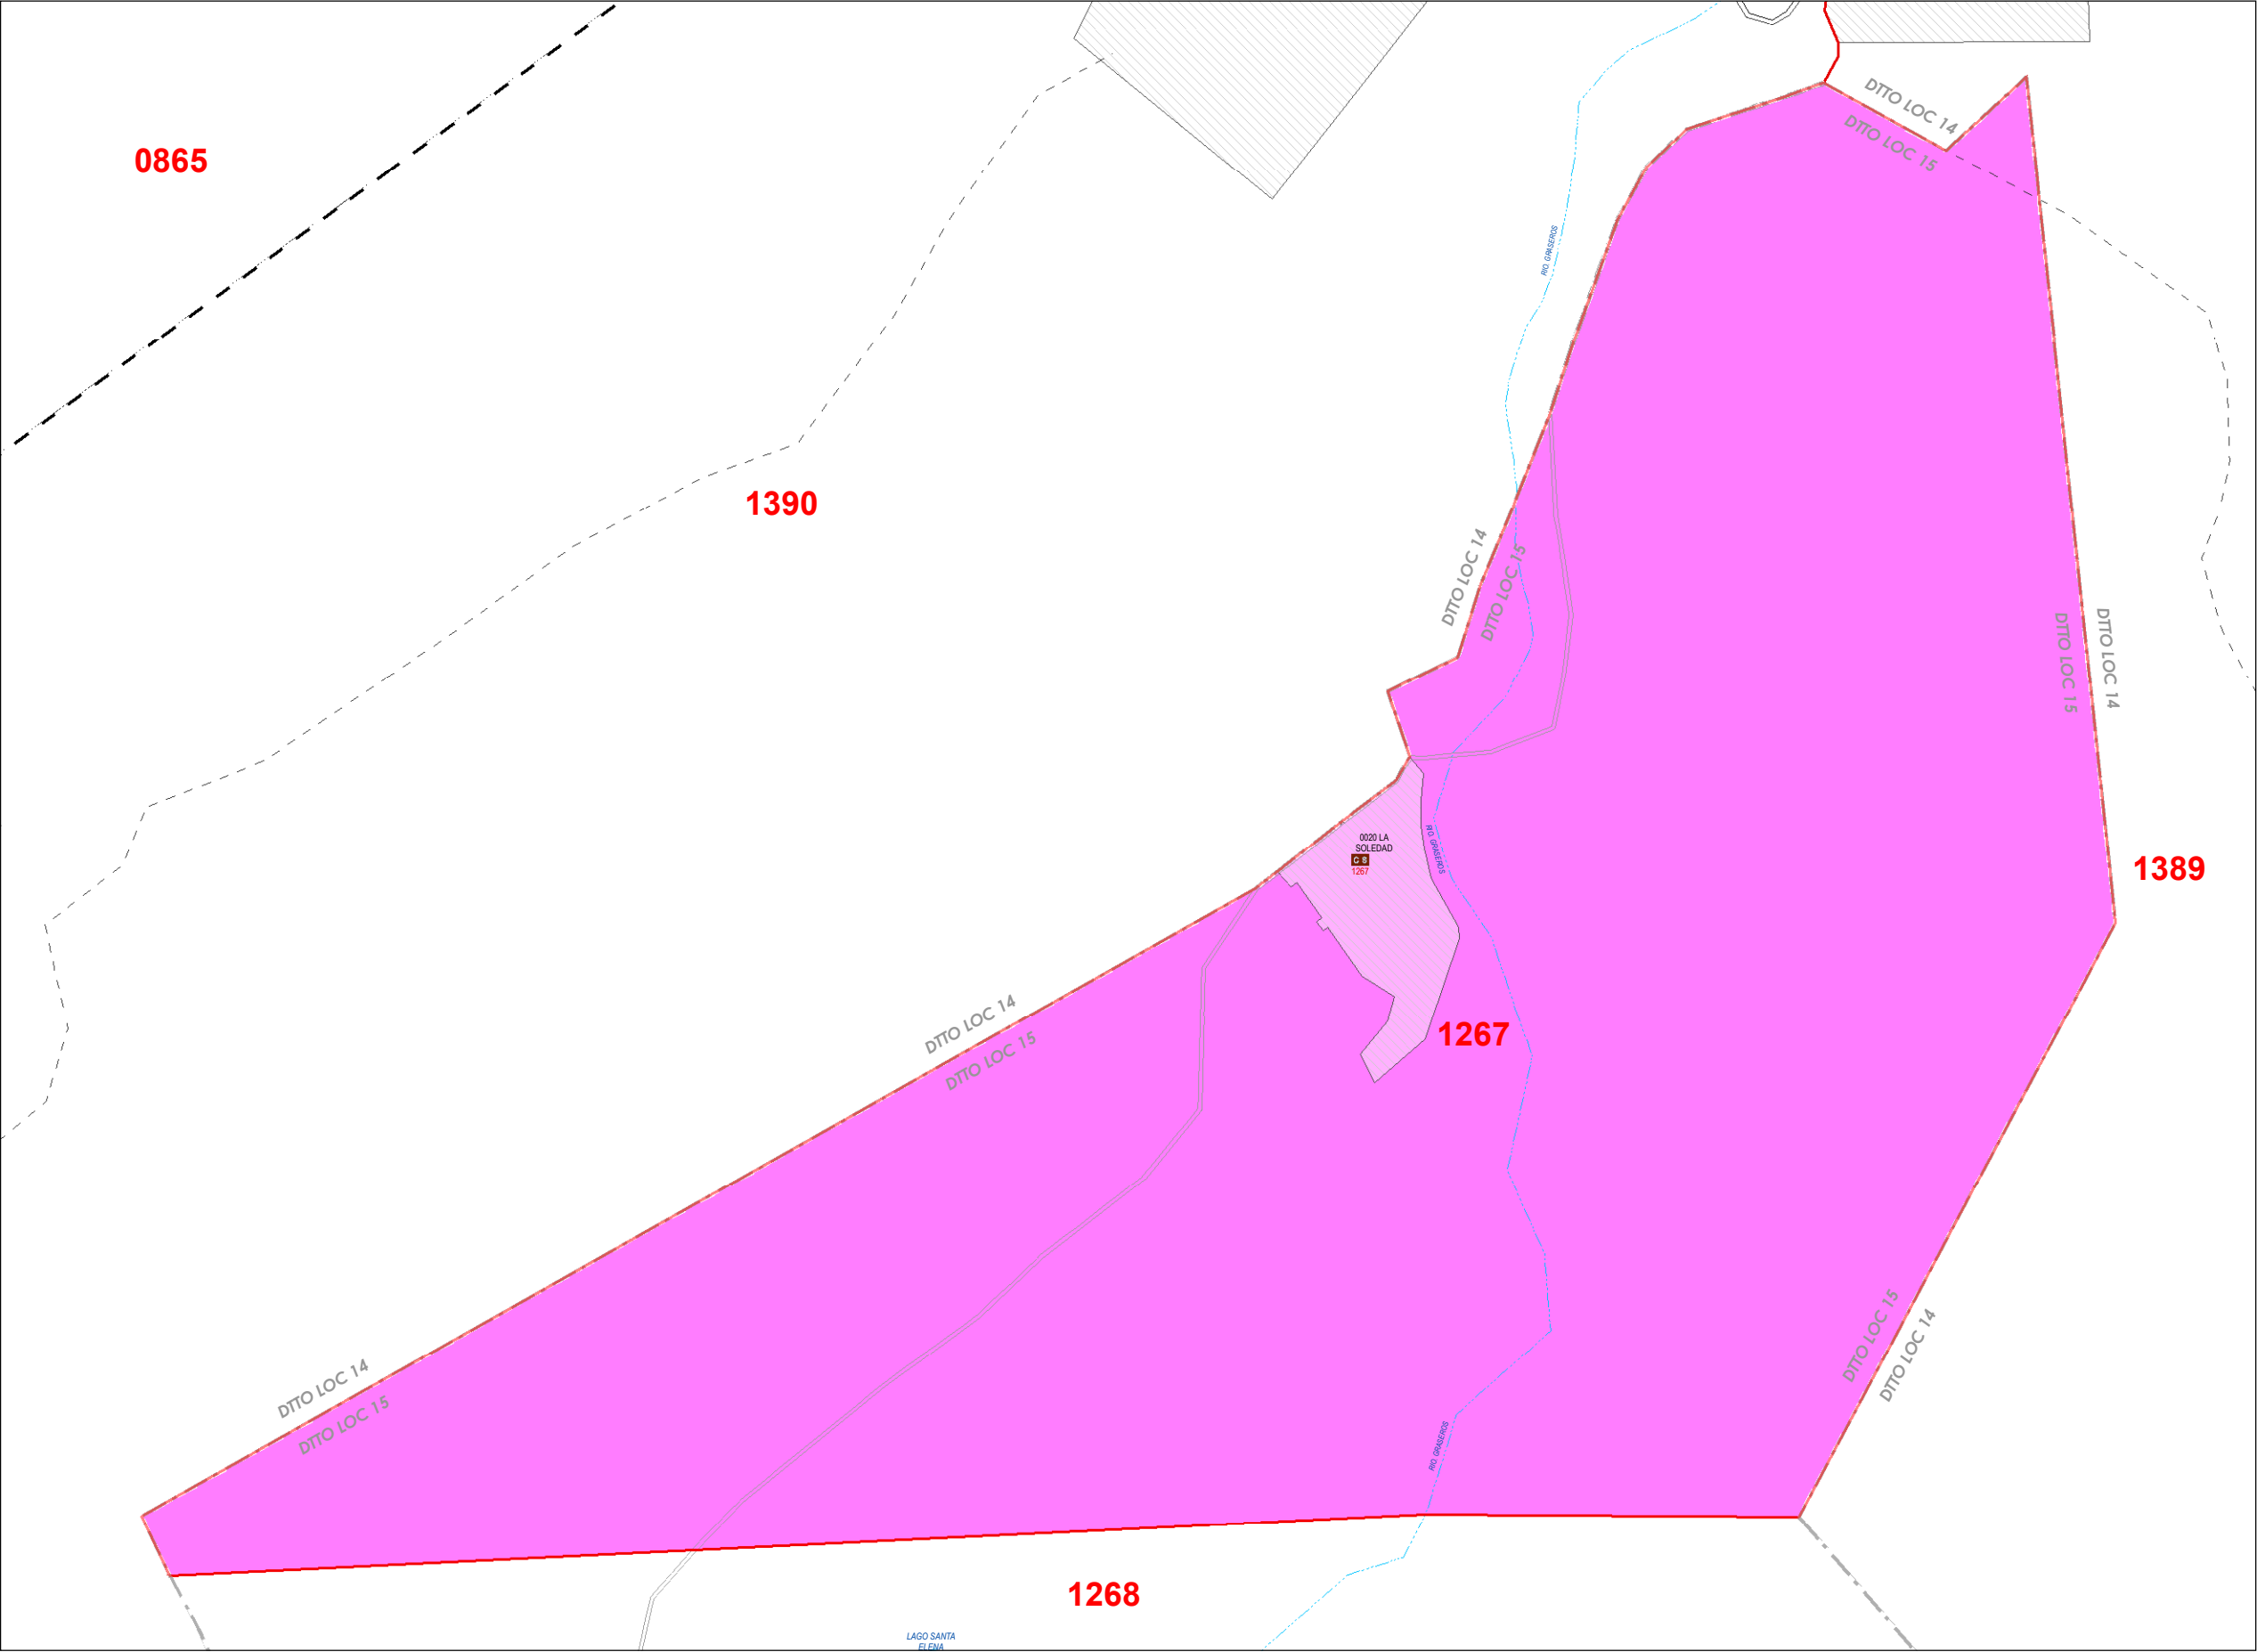 DTTO LOC 14
DTTO LOC 15
0865
RIO. GRASEROS
1390
DTTO LOC 14
DTTO LOC 15
DTTO LOC 14
DTTO LOC 15
0020 LA
SOLEDAD
C S
1267
RIO. GRASEROS
1389
DTTO LOC 14
DTTO LOC 15
1267
DTTO LOC 15
DTTO LOC 14
DTTO LOC 14
DTTO LOC 15
RIO. GRASEROS
1268
LAGO SANTA
ELENA